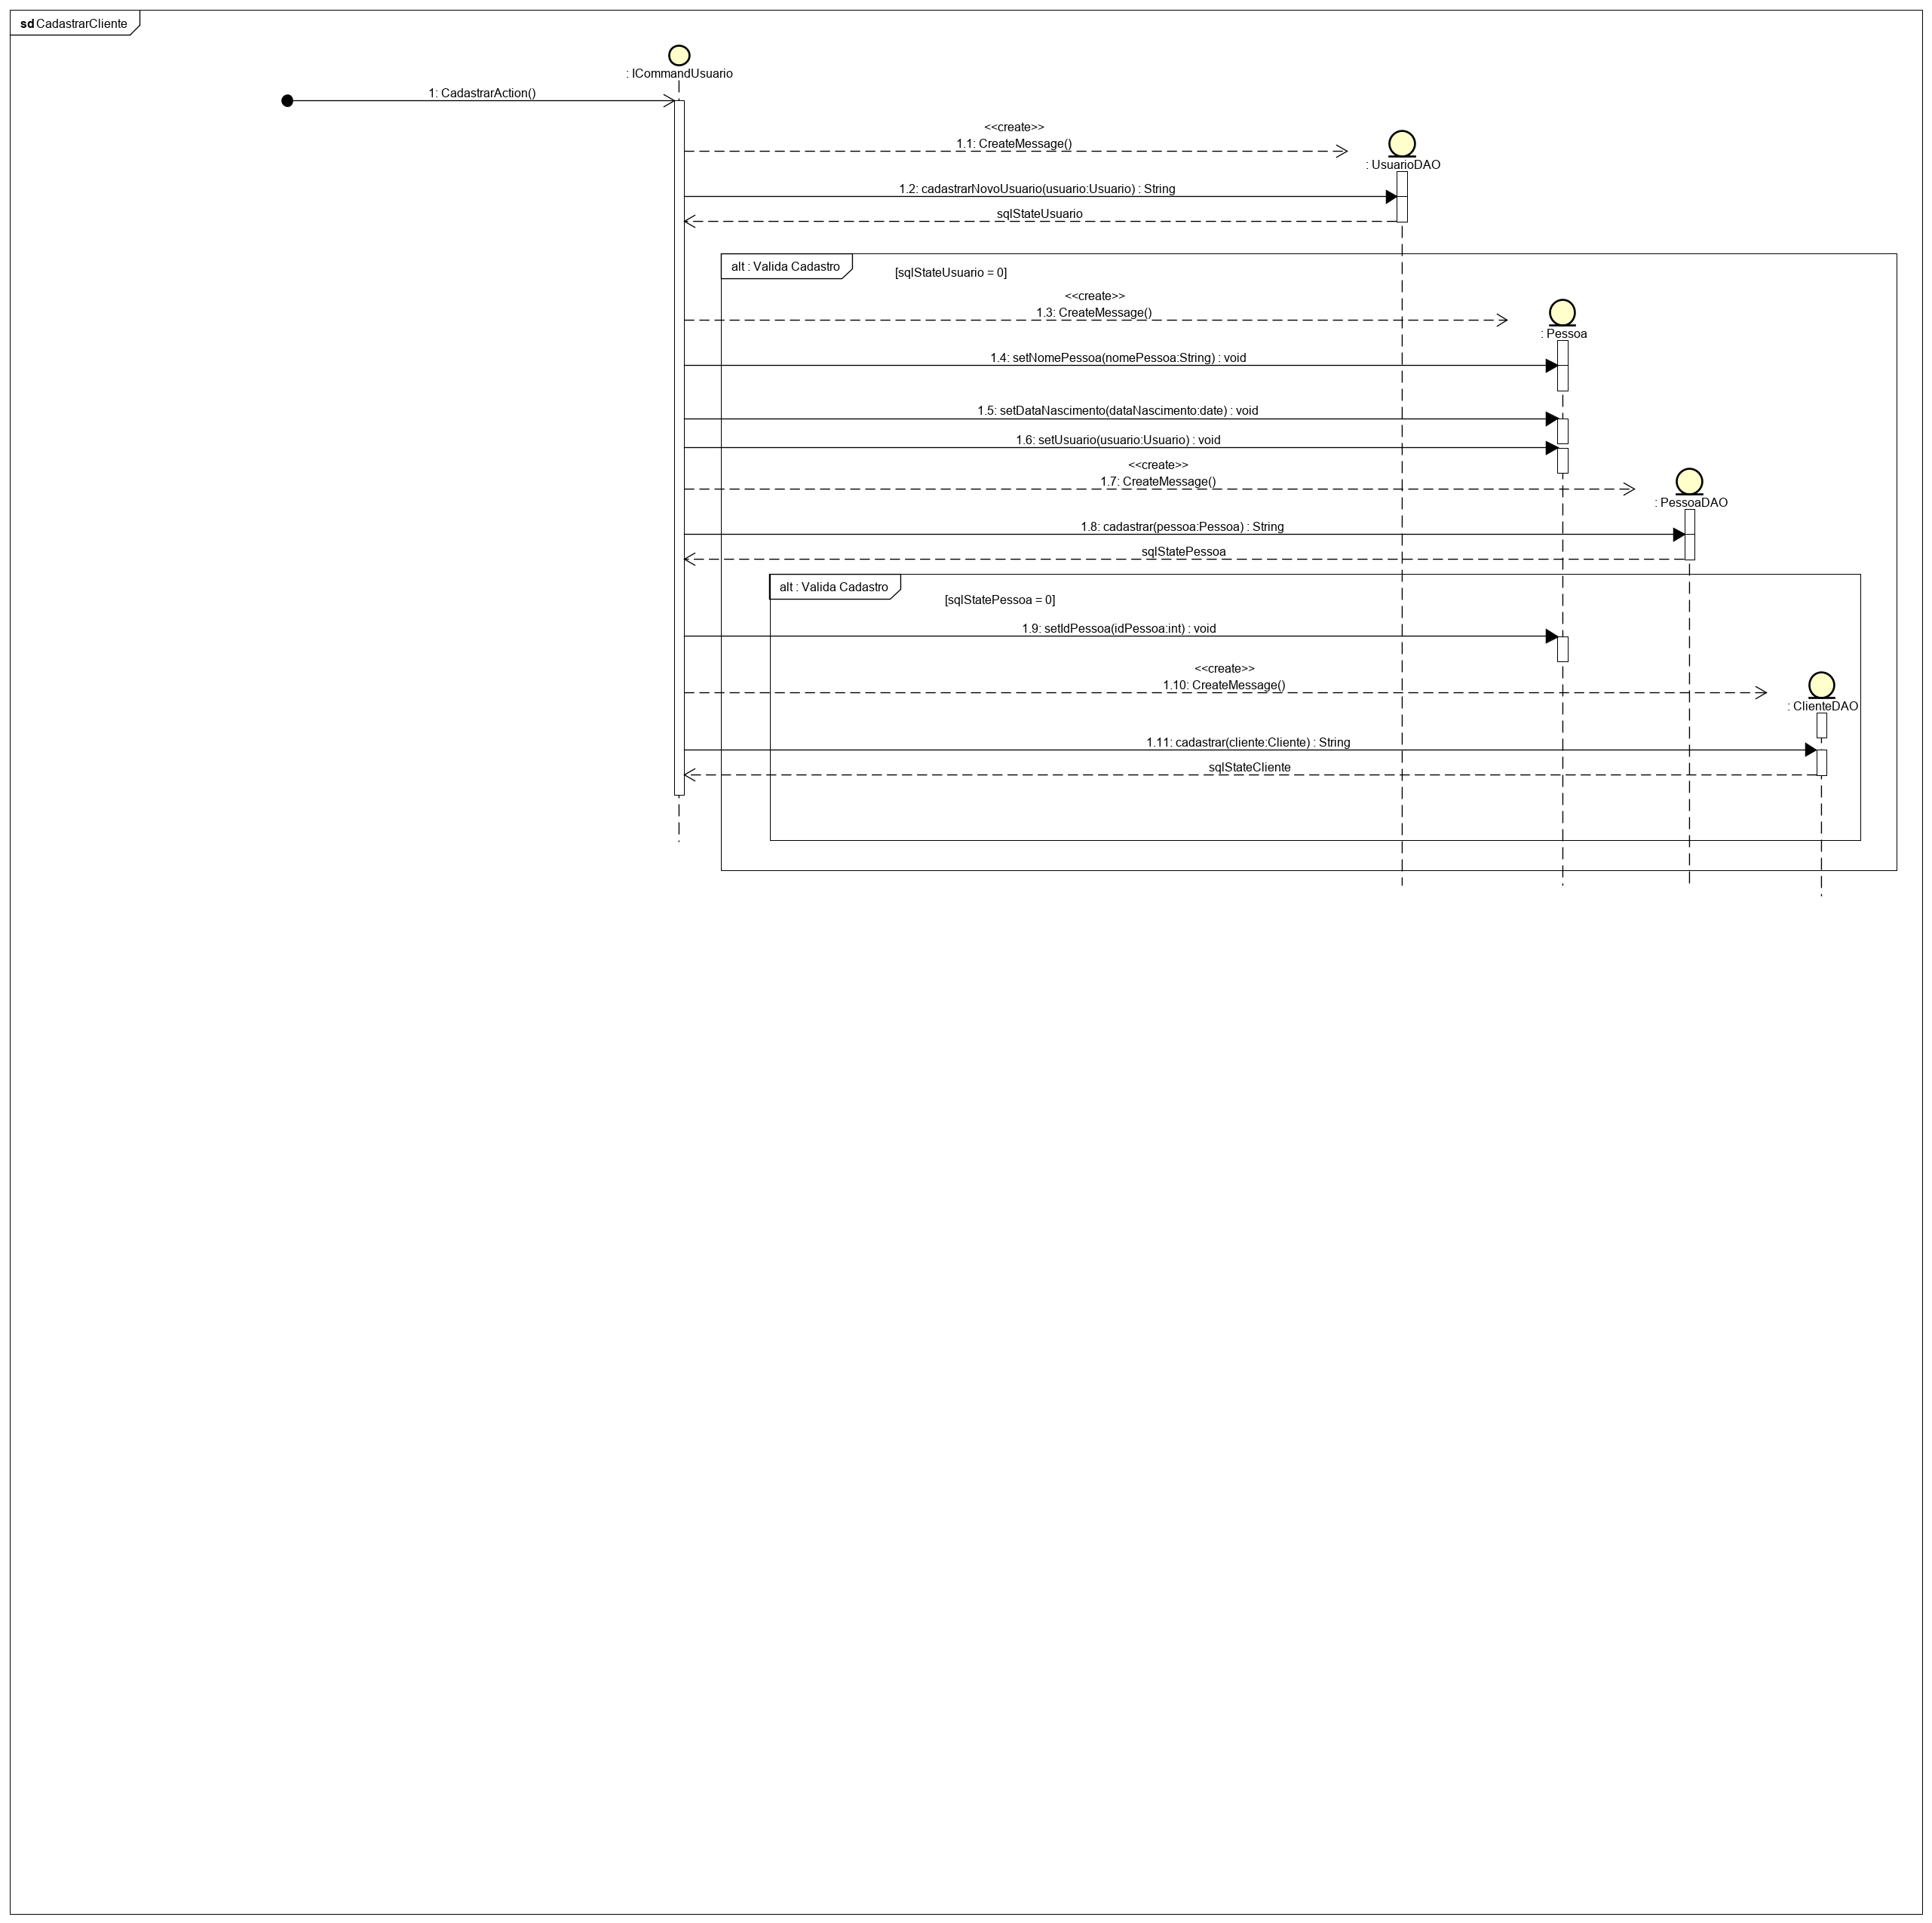 sd CadastrarCliente
: ICommandUsuario
1: CadastrarAction()
<<create>>
1.1: CreateMessage()
: UsuarioDAO
1.2: cadastrarNovoUsuario(usuario:Usuario) : String
sqlStateUsuario
alt : Valida Cadastro
[sqlStateUsuario = 0]
<<create>>
1.3: CreateMessage()
: Pessoa
1.4: setNomePessoa(nomePessoa:String) : void
1.5: setDataNascimento(dataNascimento:date) : void
1.6: setUsuario(usuario:Usuario) : void
<<create>>
1.7: CreateMessage()
: PessoaDAO
1.8: cadastrar(pessoa:Pessoa) : String
sqlStatePessoa
alt : Valida Cadastro
[sqlStatePessoa = 0]
1.9: setIdPessoa(idPessoa:int) : void
<<create>>
1.10: CreateMessage()
: ClienteDAO
1.11: cadastrar(cliente:Cliente) : String
sqlStateCliente